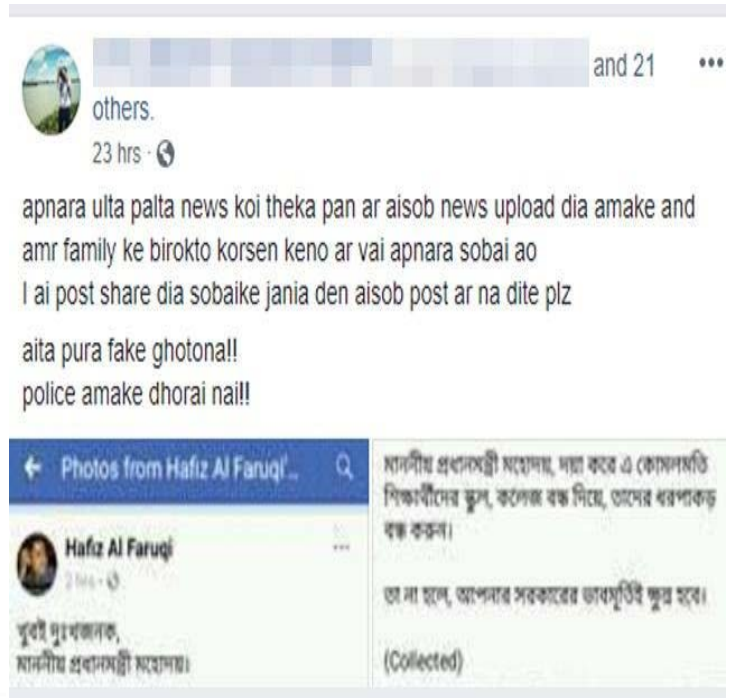 and 21
others.
23 hrs ·
apnara ulta palta news koi theka pan ar aisob news upload dia amake and
amr family ke birokto korsen keno ar vai apnara sobai ao
l ai post share dia sobaike jania den aisob post ar na dite plz
aita pura fake ghotona!!
police amake dhorai nai!!
Photos from Hafiz Al Faruqi'...
Hafiz Al Faruqi
2 hrs ·
খুবই দুঃখজনক,
মাননীয় প্রধানমন্ত্রী মহোদয়।
মাননীয় প্রধানমন্ত্রী মহোদয়, দয়া করে এ কোমলমতি
শিক্ষার্থীদের স্কুল, কলেজ বন্ধ দিয়ে, তাদের ধরপাকড়
বন্ধ করুন।
তা না হলে, আপনার সরকারের ভাবমূর্তিই ক্ষুন্ন হবে।
(Collected)